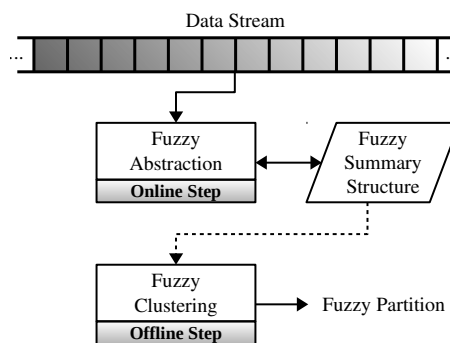 Data Stream
... ...
Fuzzy
Abstraction
Online Step
Fuzzy
Summary
Structure
Fuzzy
Clustering
Offline Step
Fuzzy Partition